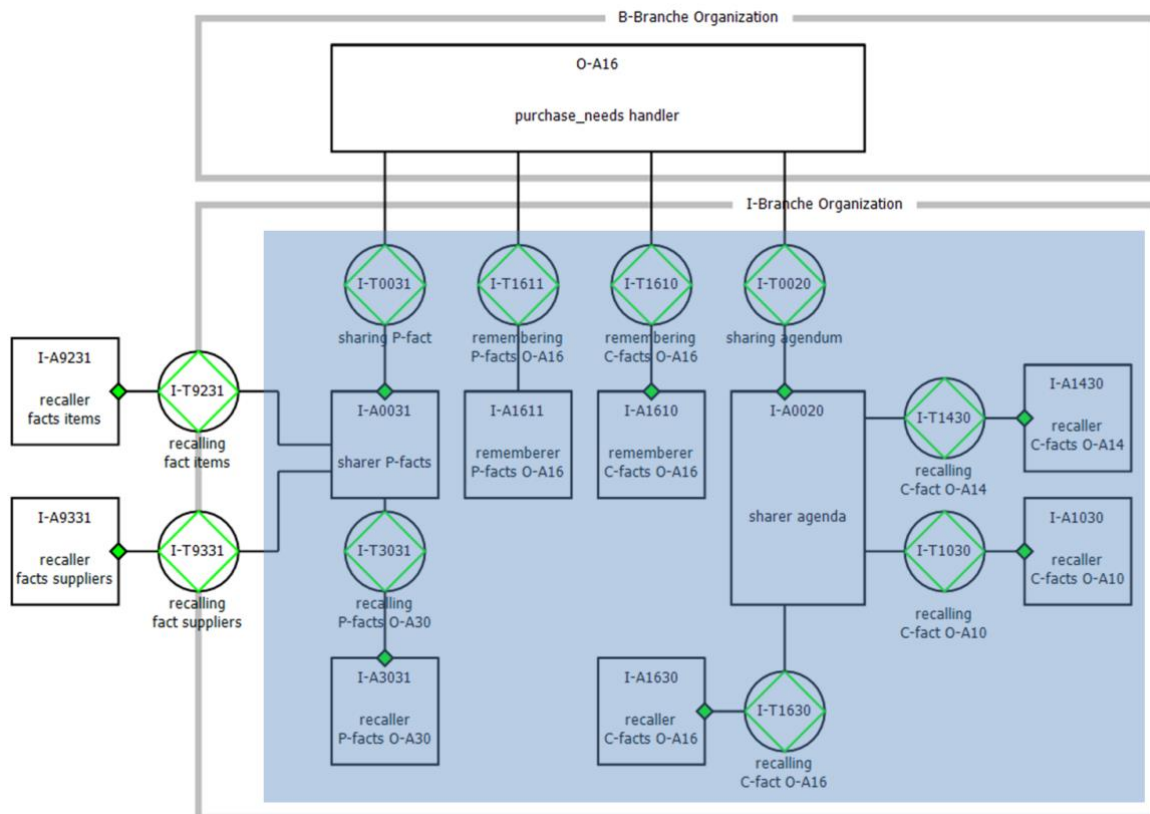 B-Branche Organization
O-A16
purchase_needs handler
I-Branche Organization
I-T0031
sharing P-fact
I-T1611
remembering
P-facts O-A16
I-T1610
remembering
C-facts O-A16
I-T0020
sharing agendum
I-A9231
recaller
facts items
I-T9231
recalling
fact items
I-A0031
sharer P-facts
I-A1611
rememberer
P-facts O-A16
I-A1610
rememberer
C-facts O-A16
I-A0020
sharer agenda
I-T1430
recalling
C-fact O-A14
I-A1430
recaller
C-facts O-A14
I-A9331
recaller
facts suppliers
I-T9331
recalling
fact suppliers
I-T3031
recalling
P-facts O-A30
I-T1030
recalling
C-fact O-A10
I-A1030
recaller
C-facts O-A10
I-A3031
recaller
P-facts O-A30
I-A1630
recaller
C-facts O-A16
I-T1630
recalling
C-fact O-A16